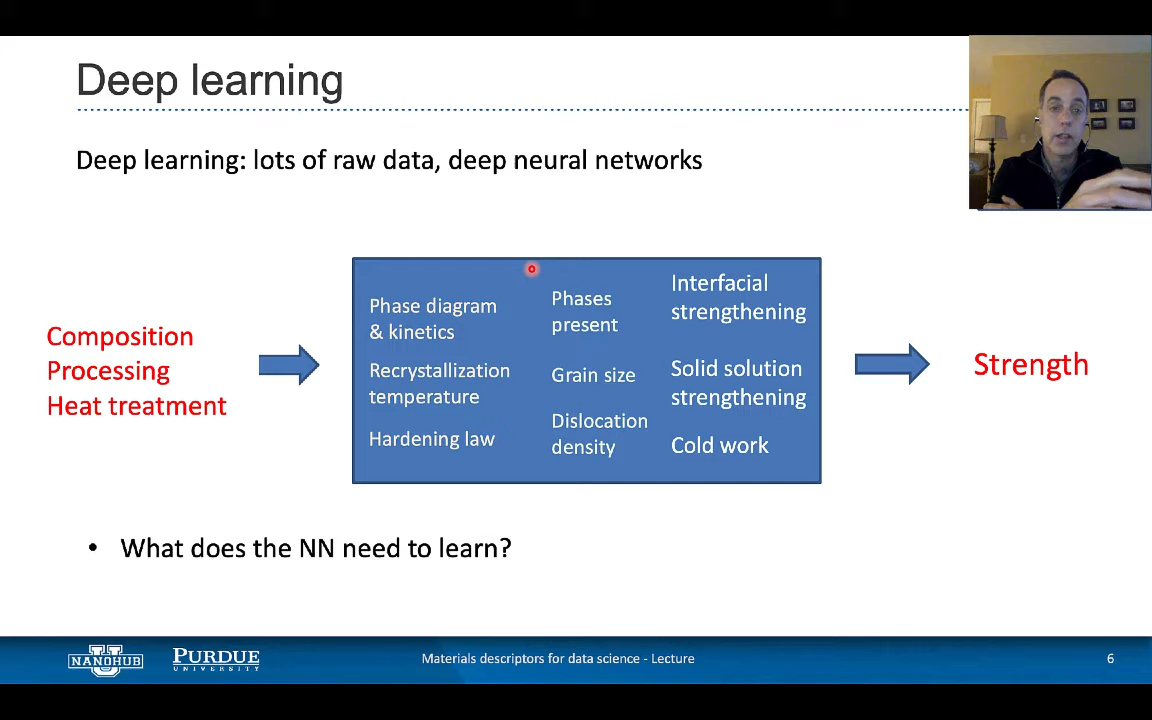 Deep learning
Deep learning: lots of raw data, deep neural networks
Composition
Processing
Heat treatment
Phase diagram
& kinetics
Recrystallization
temperature
Hardening law
Phases
present
Grain size
Dislocation
density
Interfacial
strengthening
Solid solution
strengthening
Cold work
Strength
• What does the NN need to learn?
NANOHUB
PURDUE
UNIVERSITY
Materials descriptors for data science - Lecture
6